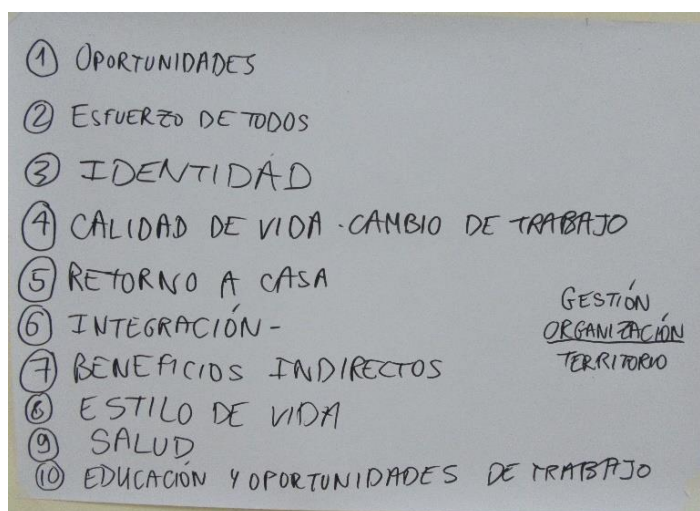 ① OPORTUNIDADES
② ESFUERZO DE TODOS
③ IDENTIDAD
④ CALIDAD DE VIDA - CAMBIO DE TRABAJO
⑤ RETORNO A CASA
⑥ INTEGRACIÓN -
⑦ BENEFICIOS INDIRECTOS
⑧ ESTILO DE VIDA
⑨ SALUD
⑩ EDUCACIÓN Y OPORTUNIDADES DE TRABAJO
GESTIÓN
ORGANIZACIÓN
TERRITORIO